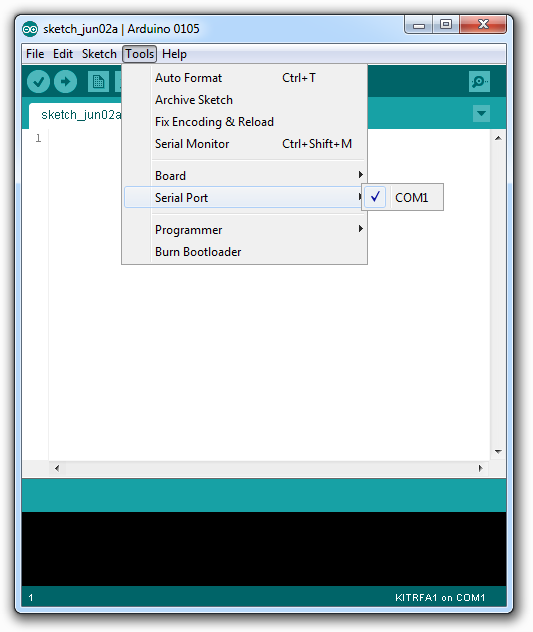 sketch_jun02a | Arduino 0105
File Edit Sketch Tools Help
Auto Format Ctrl+T
Archive Sketch
sketch_jun02a
Fix Encoding & Reload
1
Serial Monitor Ctrl+Shift+M
Board
Serial Port
COM1
Programmer
Burn Bootloader
1
KITRFA1 on COM1